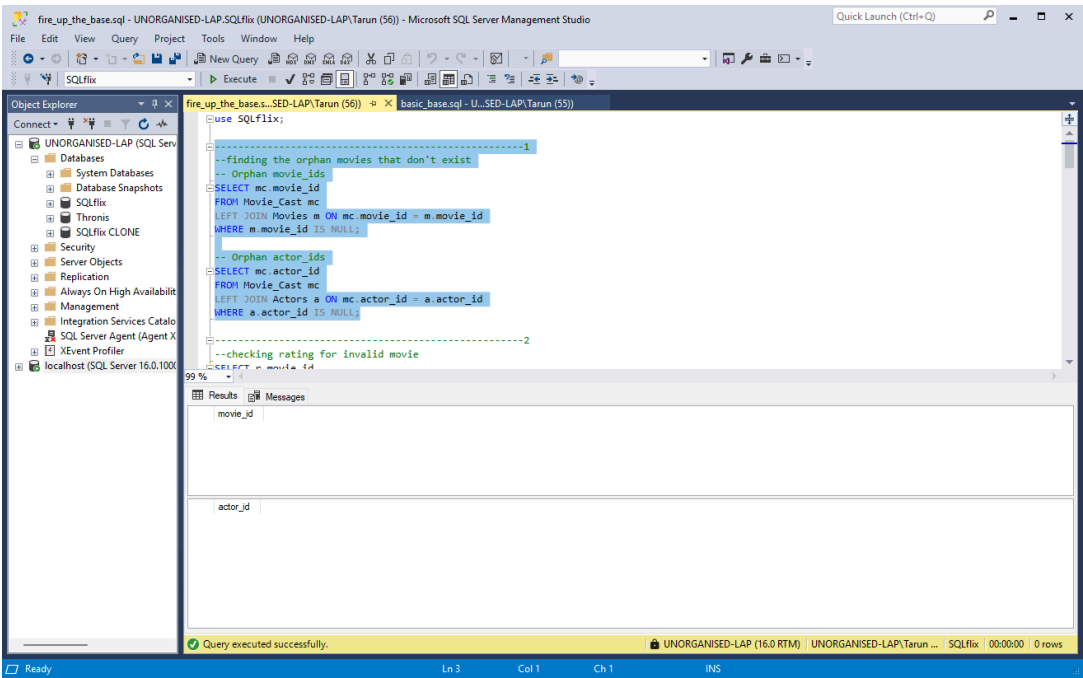 fire_up_the_base.sql - UNORGANISED-LAP.SQLflix (UNORGANISED-LAP\Tarun (56)) - Microsoft SQL Server Management Studio
Quick Launch (Ctrl+Q)
File Edit View Query Project Tools Window Help
New Query
SQLflix
Execute
Object Explorer
Connect
UNORGANISED-LAP (SQL Serv
Databases
System Databases
Database Snapshots
SQLflix
Thronis
SQLflix CLONE
Security
Server Objects
Replication
Always On High Availabilit
Management
Integration Services Catalo
SQL Server Agent (Agent X
XEvent Profiler
localhost (SQL Server 16.0.100(
fire_up_the_base.s...SED-LAP\Tarun (56))
basic_base.sql - U...SED-LAP\Tarun (55))
use SQLflix;
----------------------------------------------------1
--finding the orphan movies that don't exist
-- Orphan movie_ids
SELECT mc.movie_id
FROM Movie_Cast mc
LEFT JOIN Movies m ON mc.movie_id = m.movie_id
WHERE m.movie_id IS NULL;
-- Orphan actor_ids
SELECT mc.actor_id
FROM Movie_Cast mc
LEFT JOIN Actors a ON mc.actor_id = a.actor_id
WHERE a.actor_id IS NULL;
----------------------------------------------------2
--checking rating for invalid movie
SELECT r.movie_id
99 %
Results Messages
movie_id
actor_id
Query executed successfully.
UNORGANISED-LAP (16.0 RTM) UNORGANISED-LAP\Tarun ... SQLflix 00:00:00 0 rows
Ready Ln 3 Col 1 Ch 1 INS